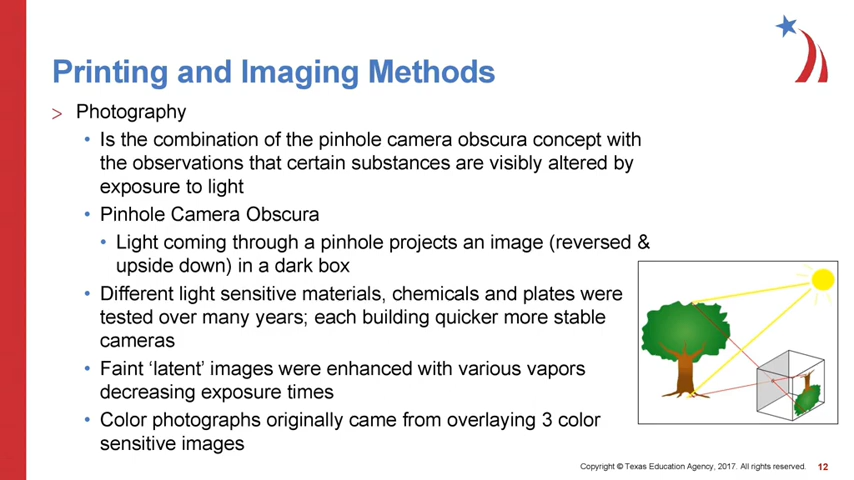 Printing and Imaging Methods
> Photography
• Is the combination of the pinhole camera obscura concept with
the observations that certain substances are visibly altered by
exposure to light
• Pinhole Camera Obscura
• Light coming through a pinhole projects an image (reversed &
upside down) in a dark box
• Different light sensitive materials, chemicals and plates were
tested over many years; each building quicker more stable
cameras
• Faint ‘latent’ images were enhanced with various vapors
decreasing exposure times
• Color photographs originally came from overlaying 3 color
sensitive images
Copyright © Texas Education Agency, 2017. All rights reserved. 12